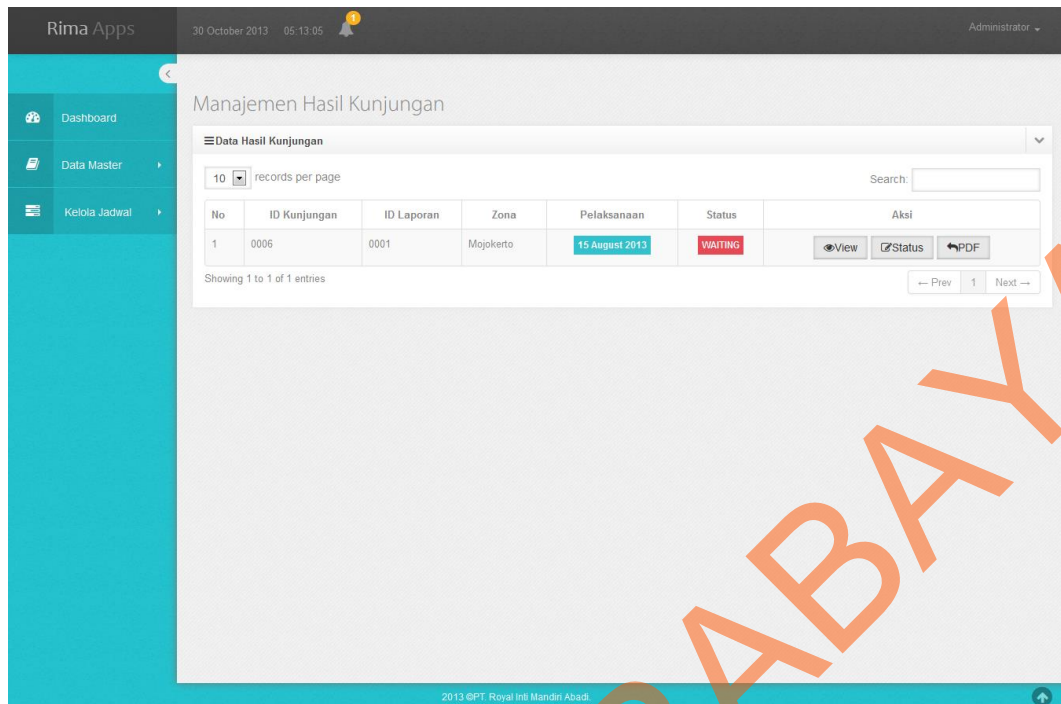 Rima Apps
30 October 2013 05:13:05
1
Administrator
Dashboard
Data Master
Kelola Jadwal
Manajemen Hasil Kunjungan
Data Hasil Kunjungan
10 records per page
Search:
No ID Kunjungan ID Laporan Zona Pelaksanaan Status Aksi
1 0006 0001 Mojokerto 15 August 2013 WAITING View Status PDF
Showing 1 to 1 of 1 entries
← Prev 1 Next →
2013 ©PT. Royal Inti Mandiri Abadi.
ABAY